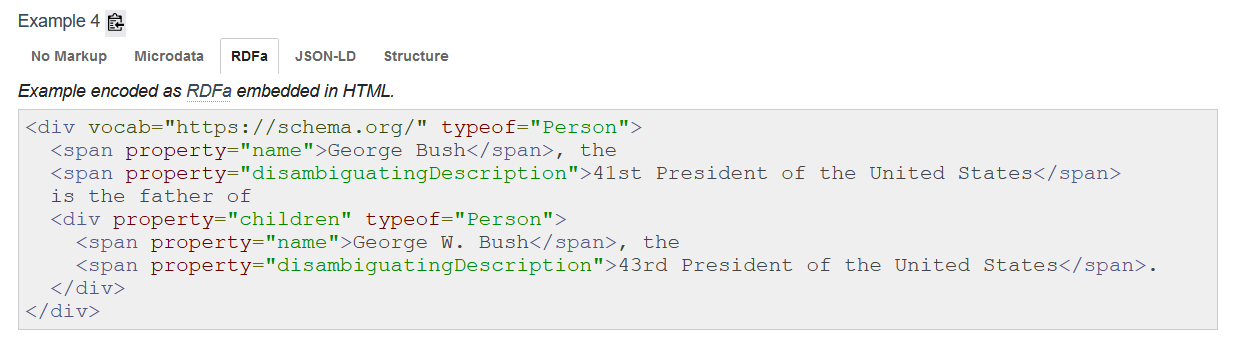 Example 4
No Markup Microdata RDFa JSON-LD Structure
Example encoded as RDFa embedded in HTML.
<div vocab="https://schema.org/" typeof="Person">
  <span property="name">George Bush</span>, the
  <span property="disambiguatingDescription">41st President of the United States</span>
  is the father of
  <div property="children" typeof="Person">
    <span property="name">George W. Bush</span>, the
    <span property="disambiguatingDescription">43rd President of the United States</span>.
  </div>
</div>